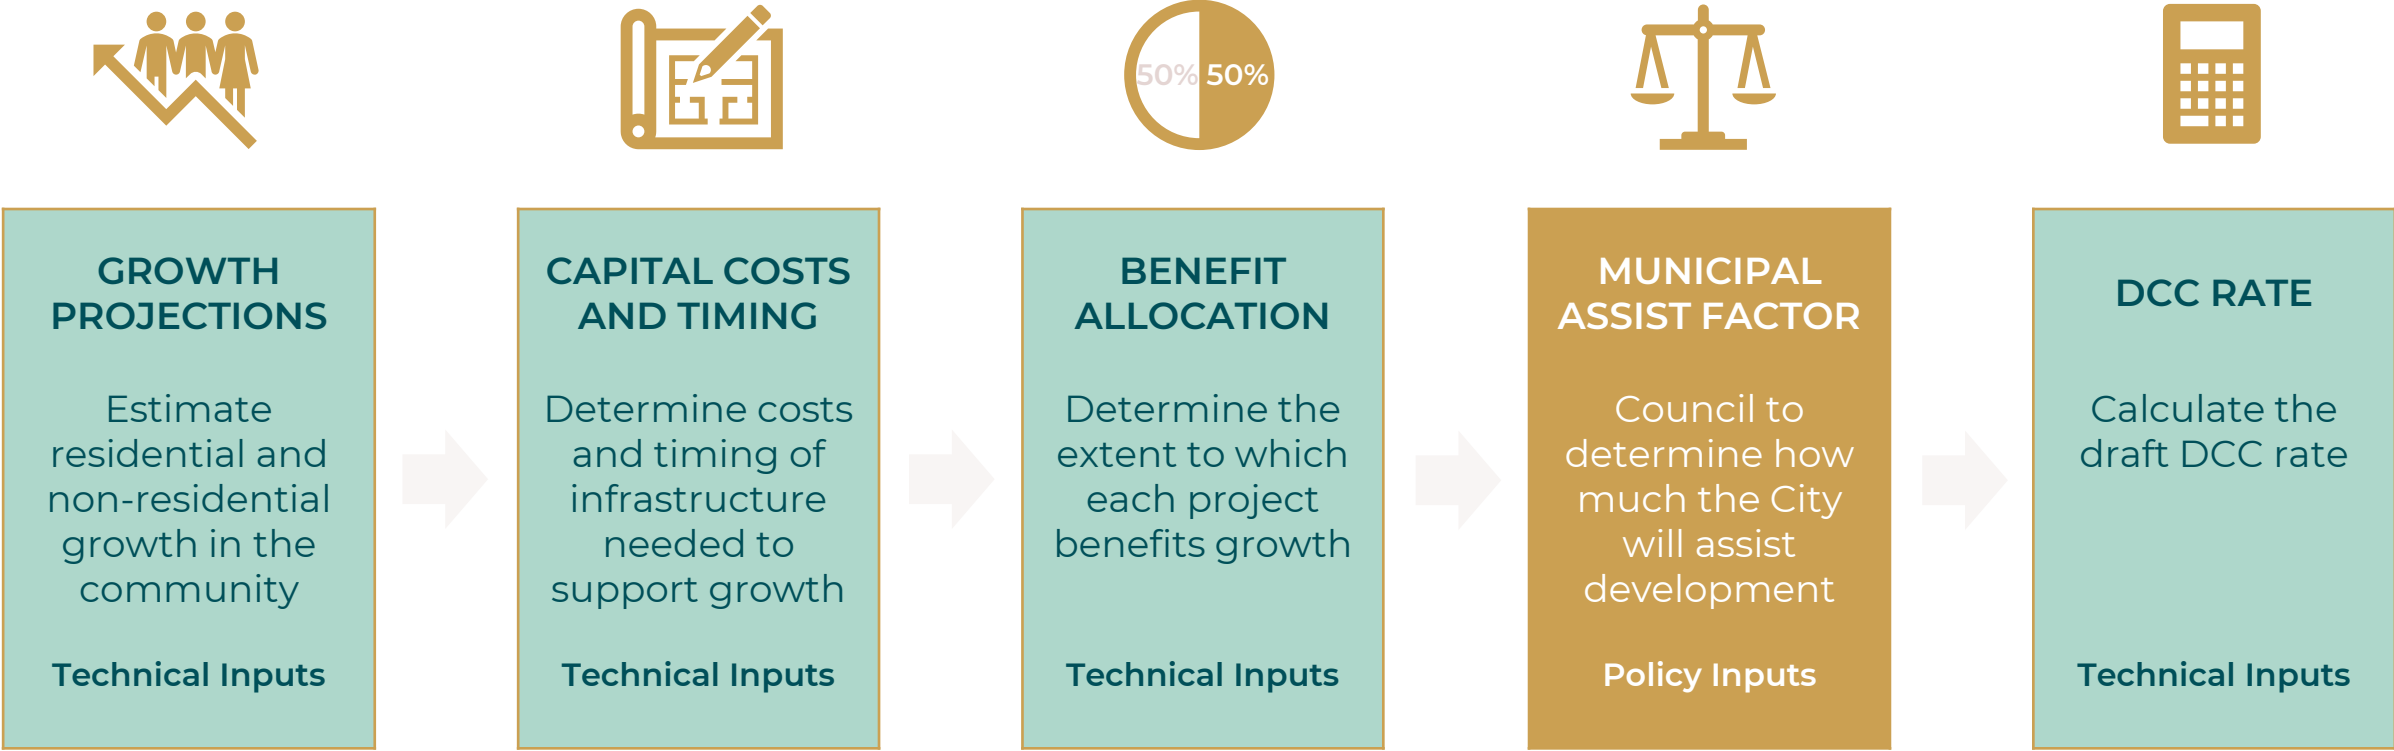 50% 50%
GROWTH
PROJECTIONS
Estimate
residential and
non-residential
growth in the
community
Technical Inputs
CAPITAL COSTS
AND TIMING
Determine costs
and timing of
infrastructure
needed to
support growth
Technical Inputs
BENEFIT
ALLOCATION
Determine the
extent to which
each project
benefits growth
Technical Inputs
MUNICIPAL
ASSIST FACTOR
Council to
determine how
much the City
will assist
development
Policy Inputs
DCC RATE
Calculate the
draft DCC rate
Technical Inputs